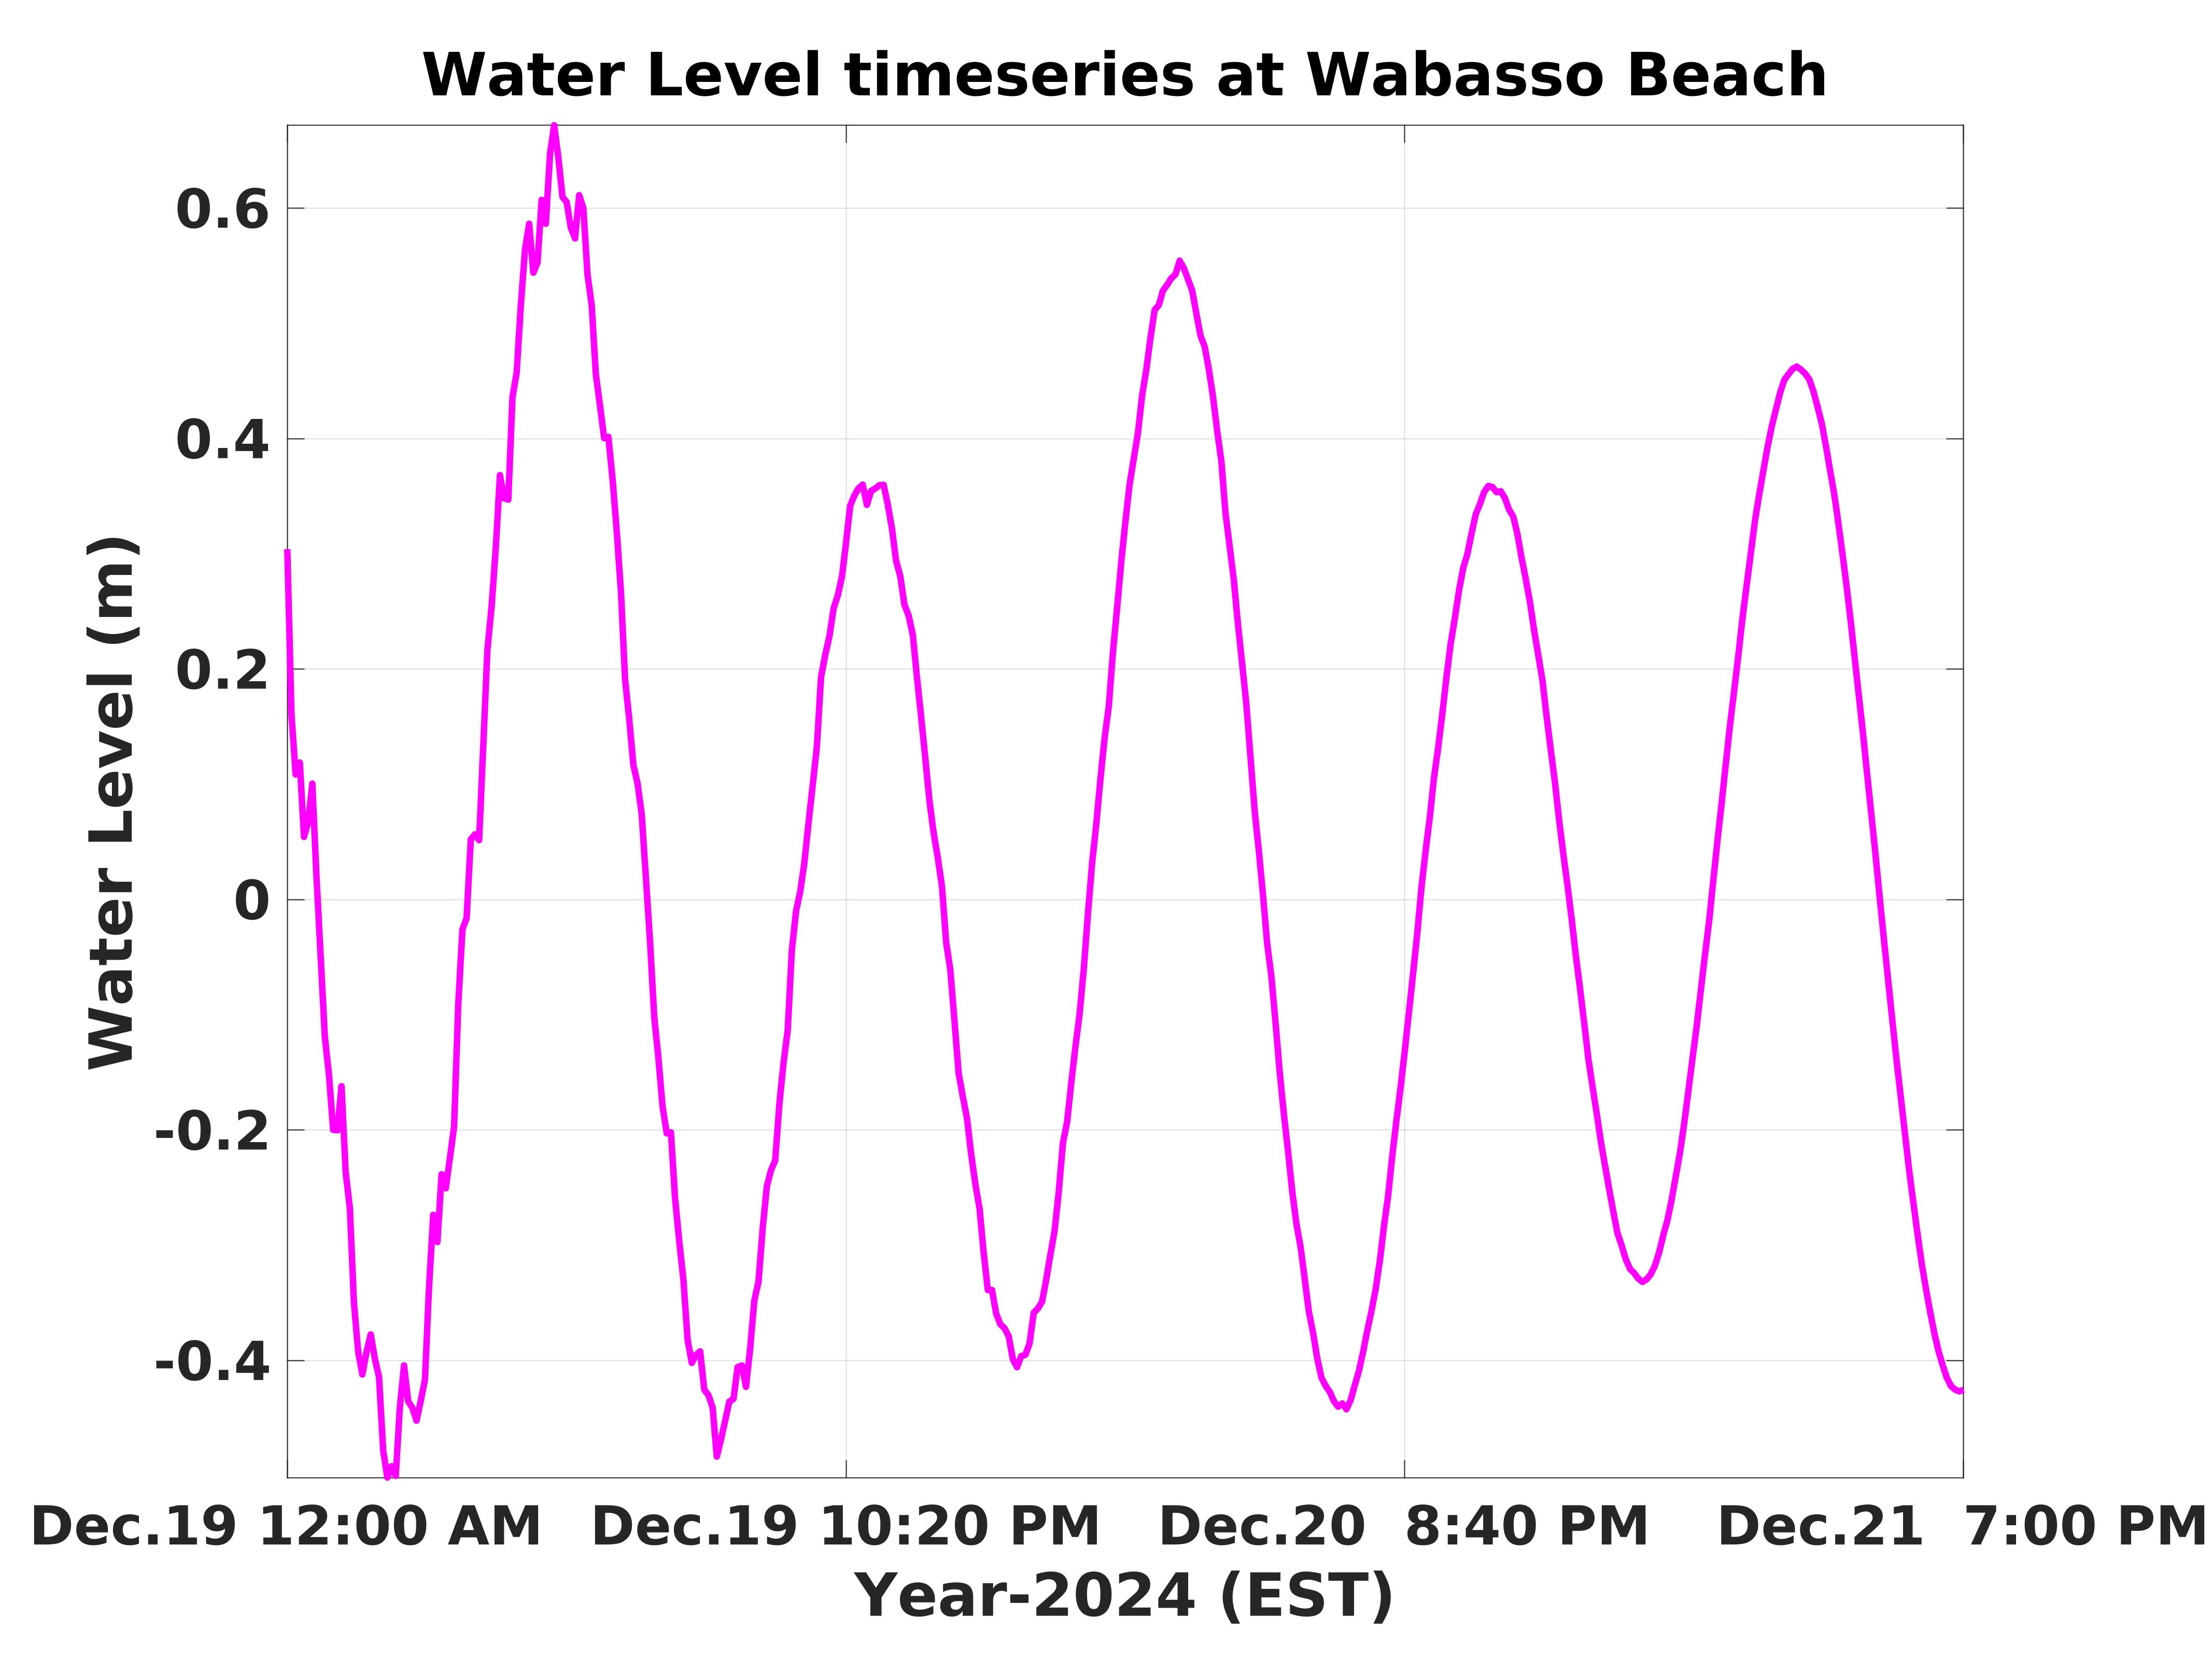 Water Level timeseries at Wabasso Beach
Water Level (m)
0.6
0.4
0.2
0
-0.2
-0.4
Dec.19 12:00 AM Dec.19 10:20 PM Dec.20 8:40 PM Dec.21 7:00 PM
Year-2024 (EST)